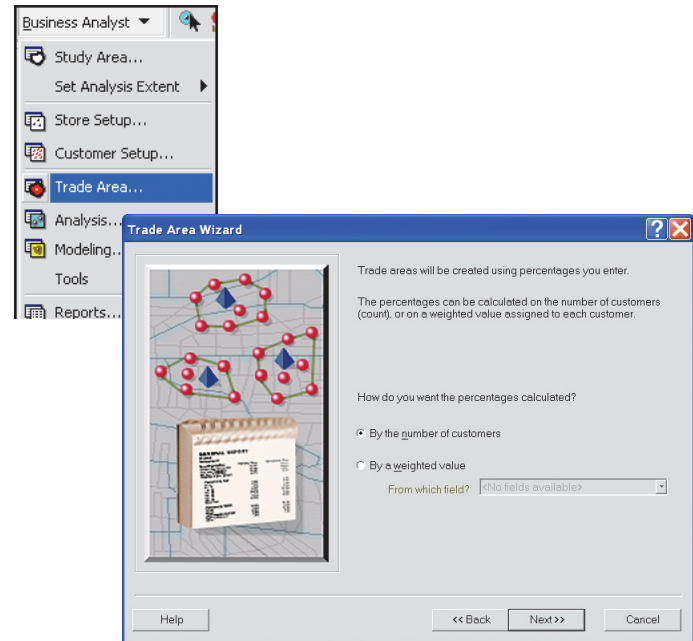 Business Analyst
Study Area...
Set Analysis Extent
Store Setup...
Customer Setup...
Trade Area...
Analysis...
Modeling..
Tools
Reports...
Trade Area Wizard
Trade areas will be created using percentages you enter.
The percentages can be calculated on the number of customers
(count), or on a weighted value assigned to each customer.
How do you want the percentages calculated?
By the number of customers
By a weighted value
From which field? <No fields available>
Help
<< Back
Next >>
Cancel